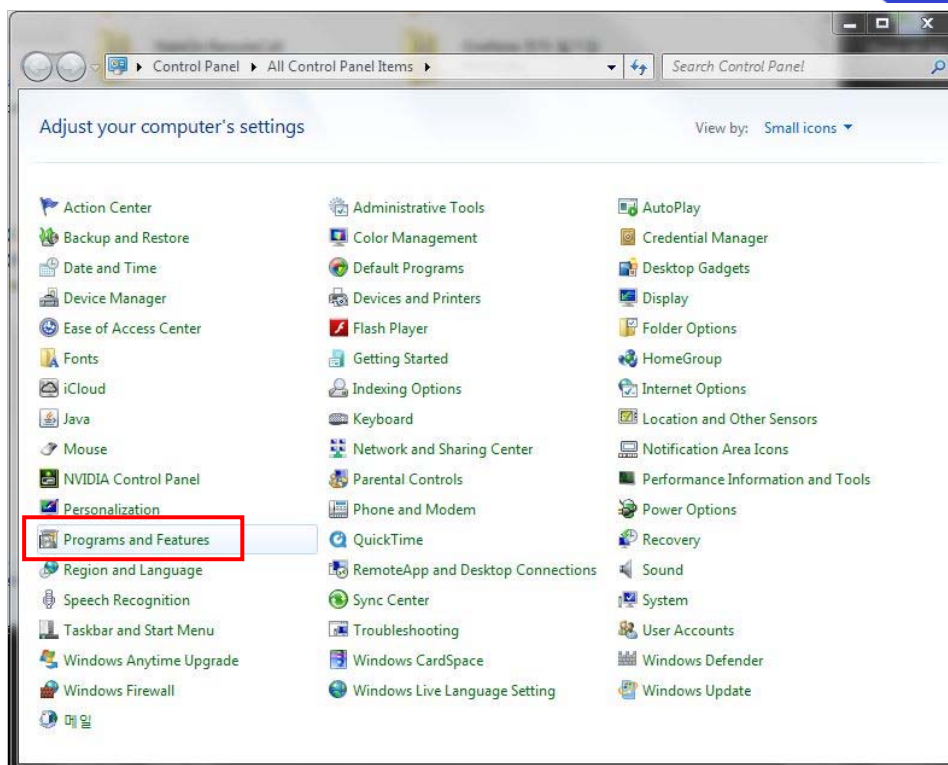 Control Panel All Control Panel Items Search Control Panel
Adjust your computer's settings View by: Small icons
Action Center Administrative Tools AutoPlay
Backup and Restore Color Management Credential Manager
Date and Time Default Programs Desktop Gadgets
Device Manager Devices and Printers Display
Ease of Access Center Flash Player Folder Options
Fonts Getting Started HomeGroup
iCloud Indexing Options Internet Options
Java Keyboard Location and Other Sensors
Mouse Network and Sharing Center Notification Area Icons
NVIDIA Control Panel Parental Controls Performance Information and Tools
Personalization Phone and Modem Power Options
Programs and Features QuickTime Recovery
Region and Language RemoteApp and Desktop Connections Sound
Speech Recognition Sync Center System
Taskbar and Start Menu Troubleshooting User Accounts
Windows Anytime Upgrade Windows CardSpace Windows Defender
Windows Firewall Windows Live Language Setting Windows Update
메일